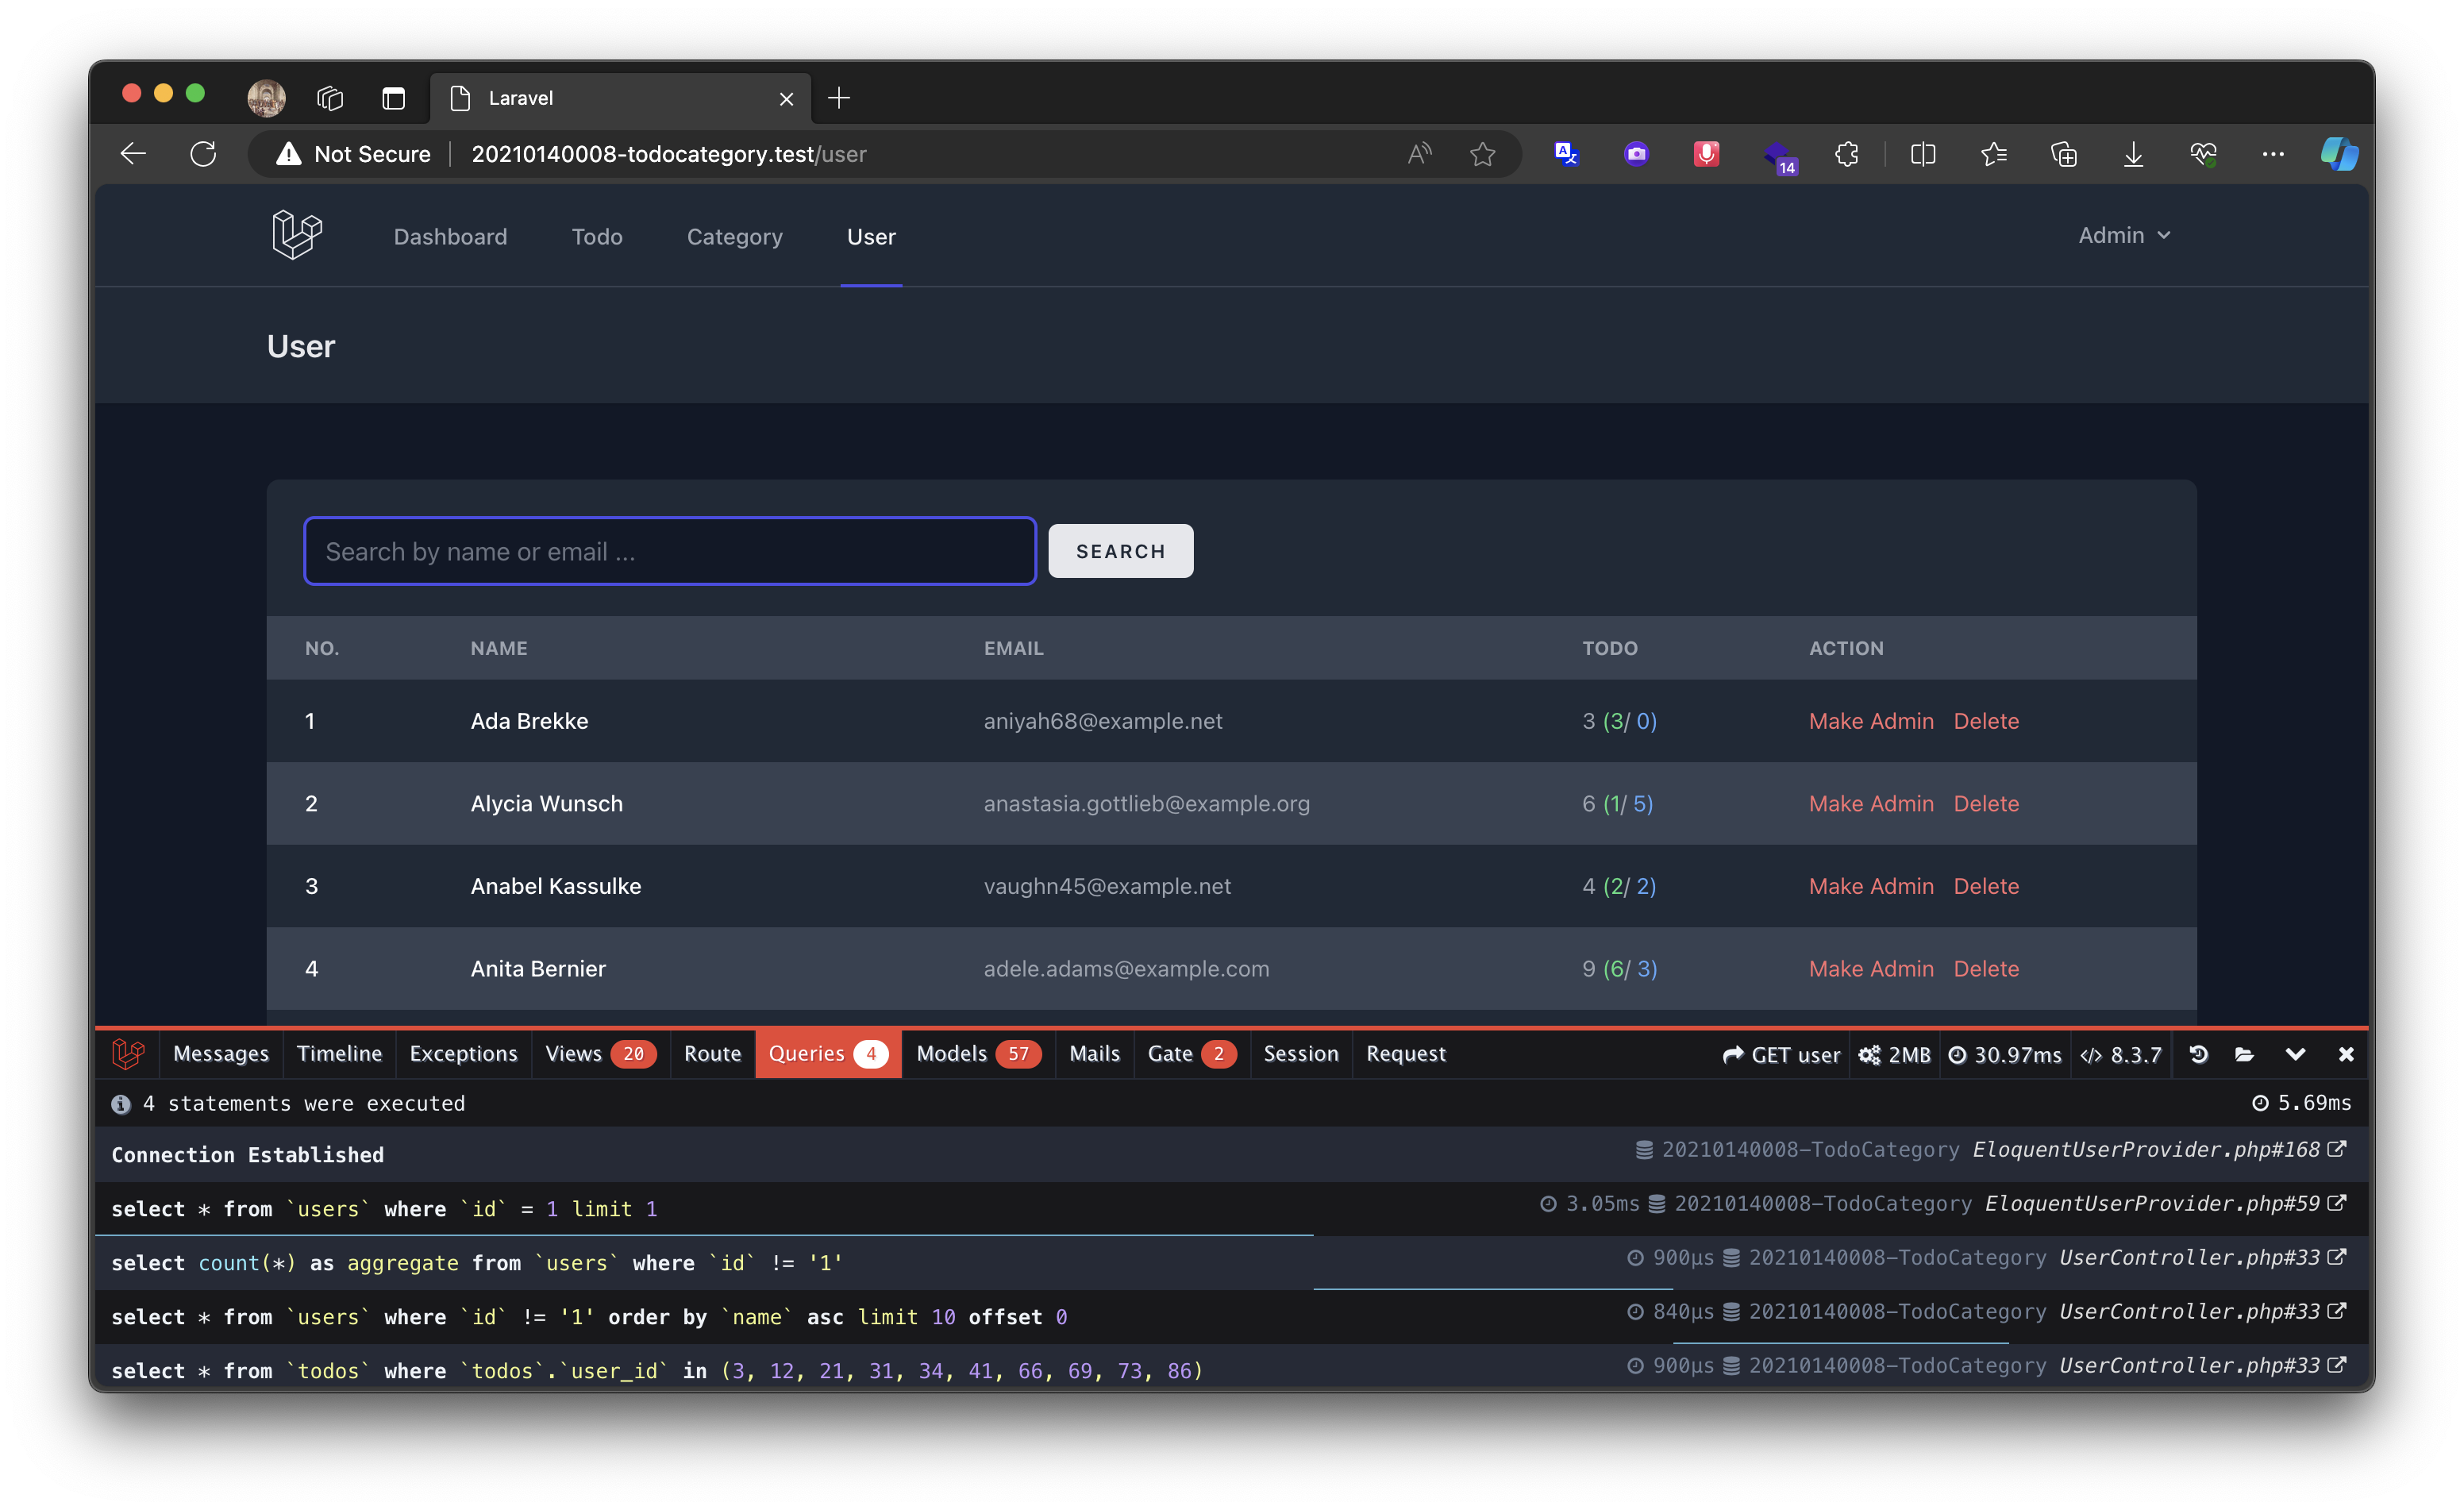 Laravel
Not Secure 20210140008-todocategory.test/user
14
Dashboard Todo Category User Admin
User
Search by name or email ... SEARCH
NO. NAME EMAIL TODO ACTION
1 Ada Brekke aniyah68@example.net 3 (3/ 0) Make Admin Delete
2 Alycia Wunsch anastasia.gottlieb@example.org 6 (1/ 5) Make Admin Delete
3 Anabel Kassulke vaughn45@example.net 4 (2/ 2) Make Admin Delete
4 Anita Bernier adele.adams@example.com 9 (6/ 3) Make Admin Delete
Messages Timeline Exceptions Views 20 Route Queries 4 Models 57 Mails Gate 2 Session Request GET user 2MB 30.97ms 8.3.7
4 statements were executed 5.69ms
Connection Established 20210140008-TodoCategory EloquentUserProvider.php#168
select * from `users` where `id` = 1 limit 1 3.05ms 20210140008-TodoCategory EloquentUserProvider.php#59
select count(*) as aggregate from `users` where `id` != '1' 900μs 20210140008-TodoCategory UserController.php#33
select * from `users` where `id` != '1' order by `name` asc limit 10 offset 0 840μs 20210140008-TodoCategory UserController.php#33
select * from `todos` where `todos`.`user_id` in (3, 12, 21, 31, 34, 41, 66, 69, 73, 86) 900μs 20210140008-TodoCategory UserController.php#33